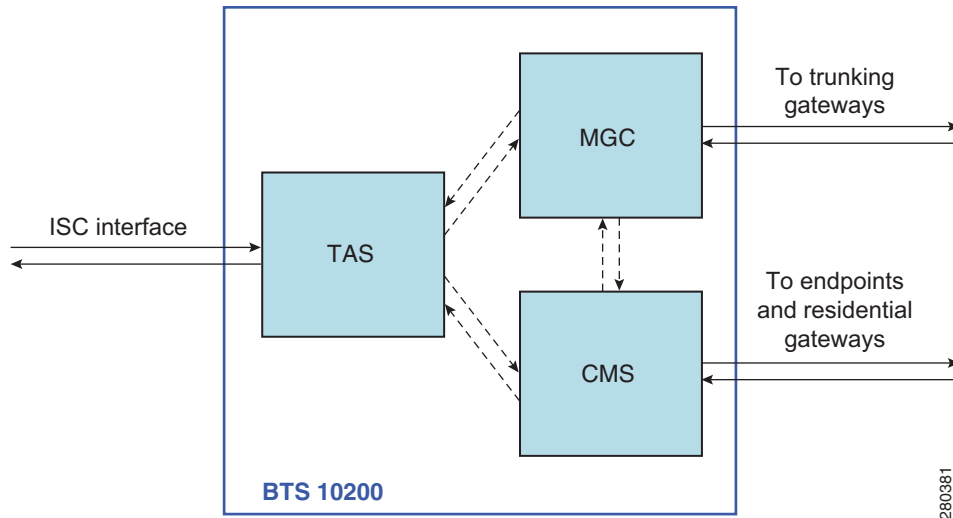 To trunking
gateways
MGC
ISC interface
TAS
To endpoints
and residential
gateways
CMS
BTS 10200
280381